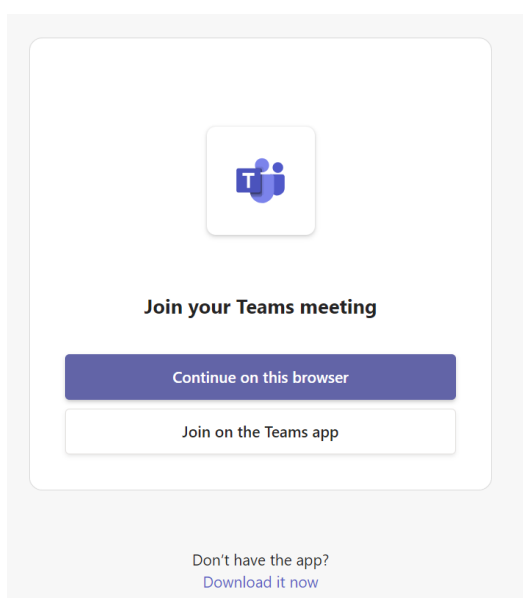 T
Join your Teams meeting
Continue on this browser
Join on the Teams app
Don't have the app?
Download it now